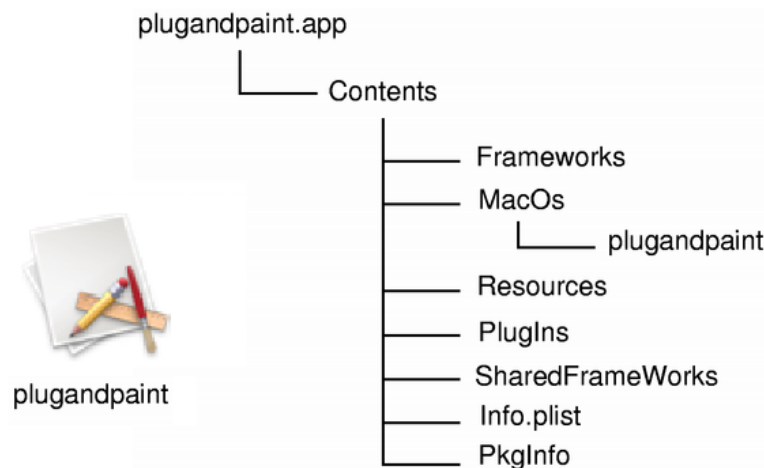 plugandpaint.app
Contents
Frameworks
MacOs
plugandpaint
Resources
PlugIns
SharedFrameWorks
Info.plist
PkgInfo
plugandpaint